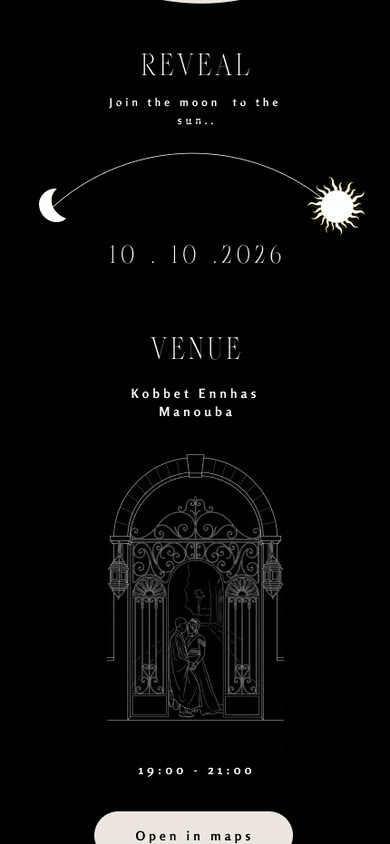 REVEAL
Join the moon to the
sun..
10 . 10 .2026
VENUE
Kobbet Ennhas
Manouba
19:00 - 21:00
Open in maps